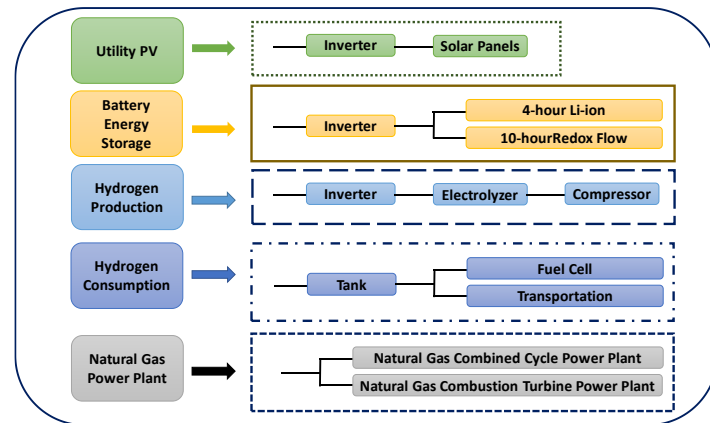 Utility PV
Inverter
Solar Panels
Battery
Energy
Storage
Inverter
4-hour Li-ion
10-hourRedox Flow
Hydrogen
Production
Inverter
Electrolyzer
Compressor
Hydrogen
Consumption
Tank
Fuel Cell
Transportation
Natural Gas
Power Plant
Natural Gas Combined Cycle Power Plant
Natural Gas Combustion Turbine Power Plant